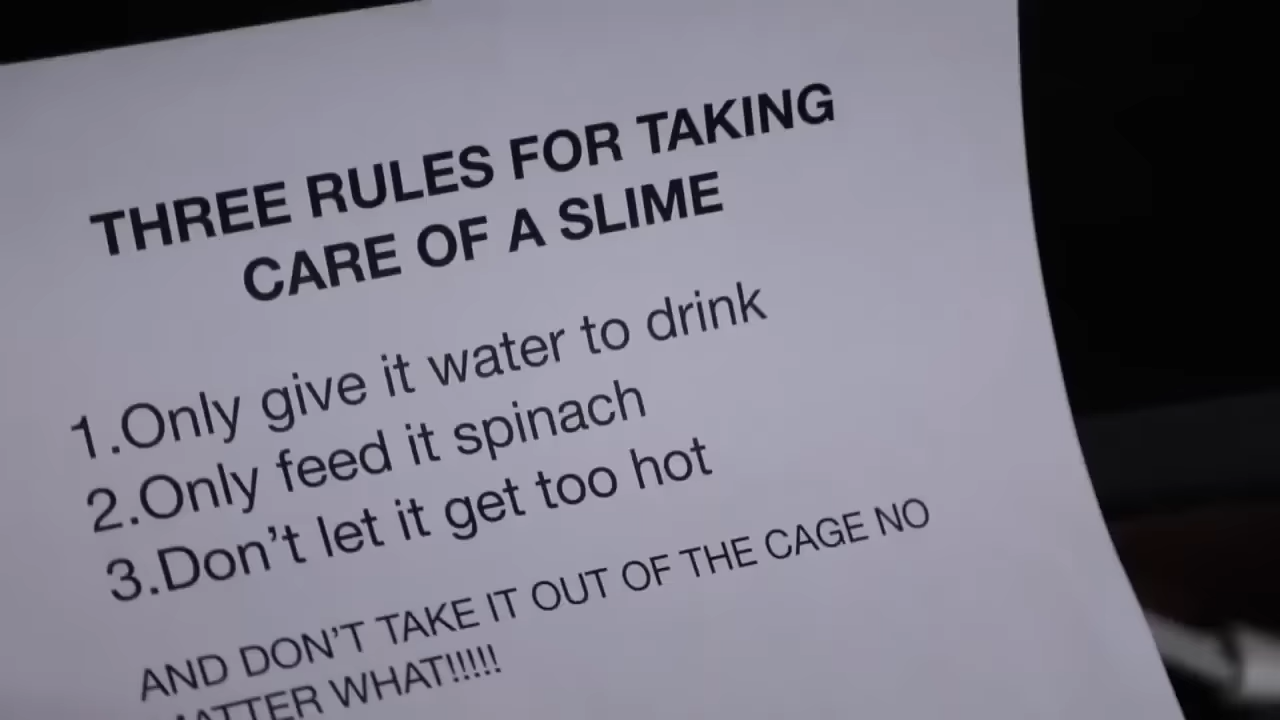 THREE RULES FOR TAKING
CARE OF A SLIME
1.Only give it water to drink
2.Only feed it spinach
3.Don't let it get too hot
AND DON'T TAKE IT OUT OF THE CAGE NO
MATTER WHAT!!!!!